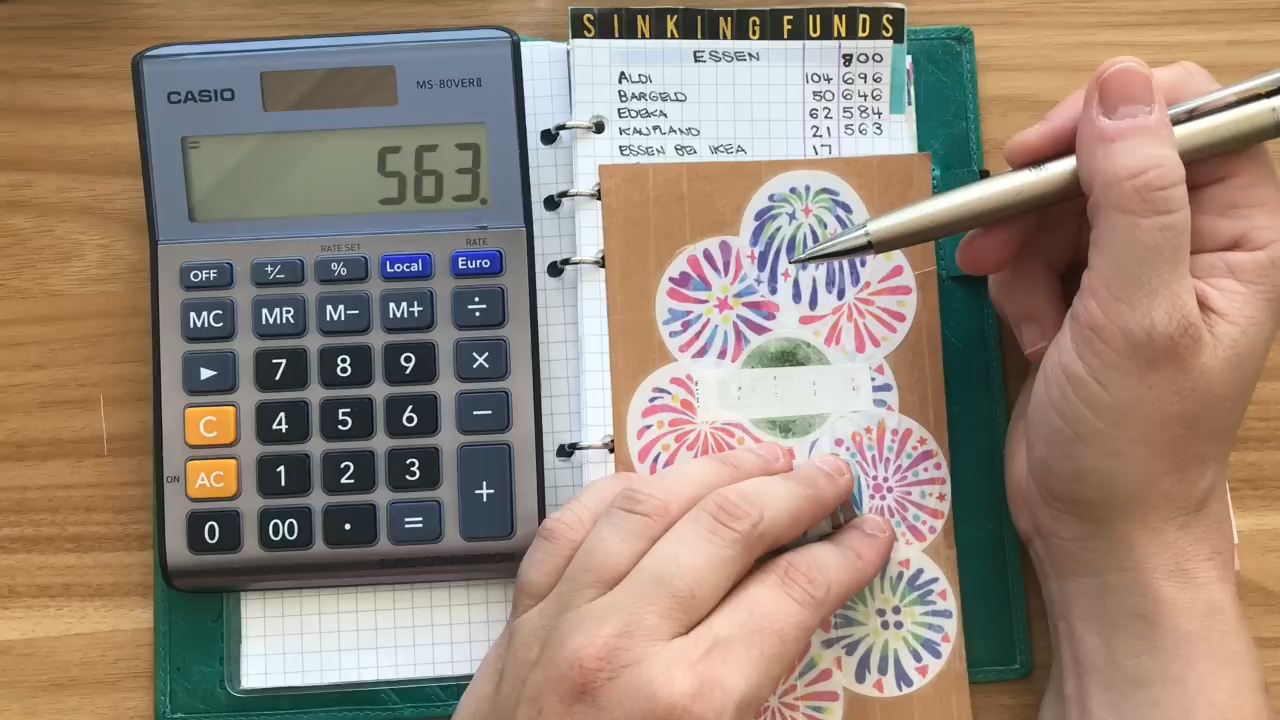 SINKING FUNDS
ESSEN 800
ALDI 104 696
BARGELD 50 646
EDEKA 62 584
KAUFLAND 21 563
ESSEN BEI IKEA 17
CASIO MS-80VERII
=
563.
RATE SET RATE
OFF +/− % Local Euro
MC MR M− M+ ÷
► 7 8 9 ×
C 4 5 6 −
ON AC 1 2 3 +
0 00 · =